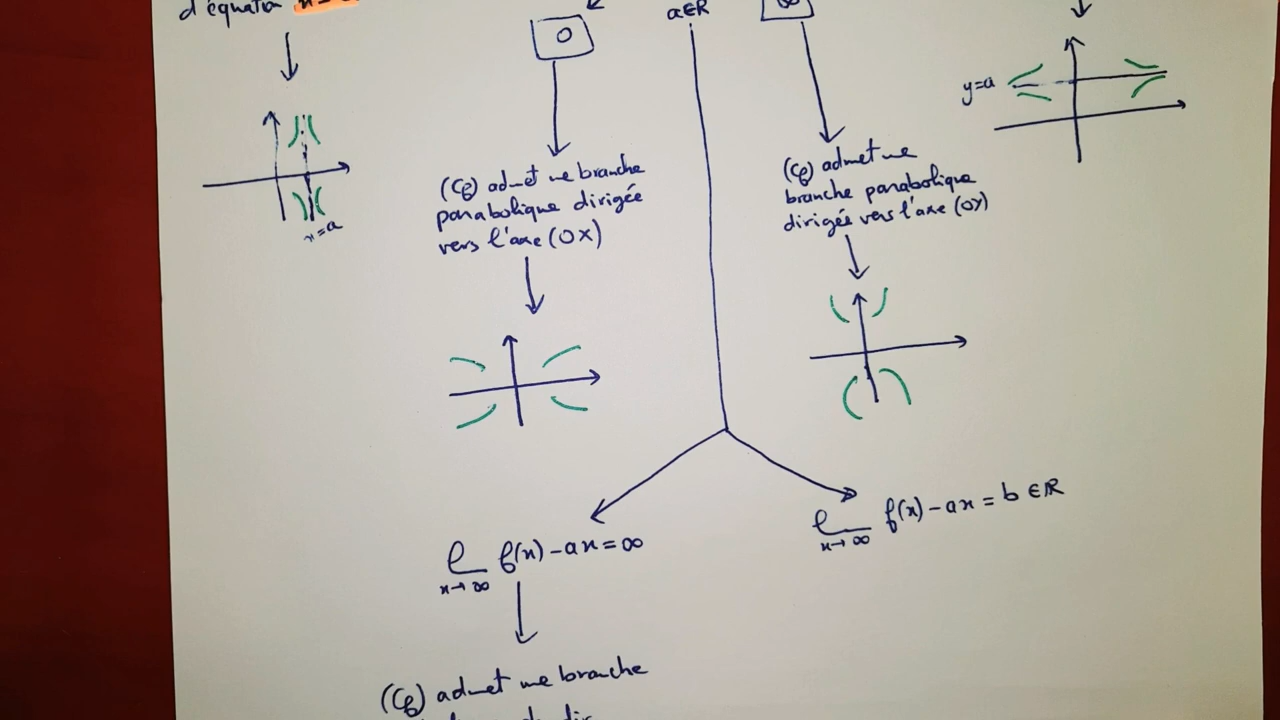 d'équation
0
a∈ℝ
∞
y=a
x=a
(Cf) admet une branche
parabolique dirigée
vers l'axe (OX)
(Cf) admet une
branche parabolique
dirigée vers l'axe (OY)
lim f(x)-ax=∞
x→∞
lim f(x)-ax=b∈ℝ
x→∞
(Cf) admet une branche